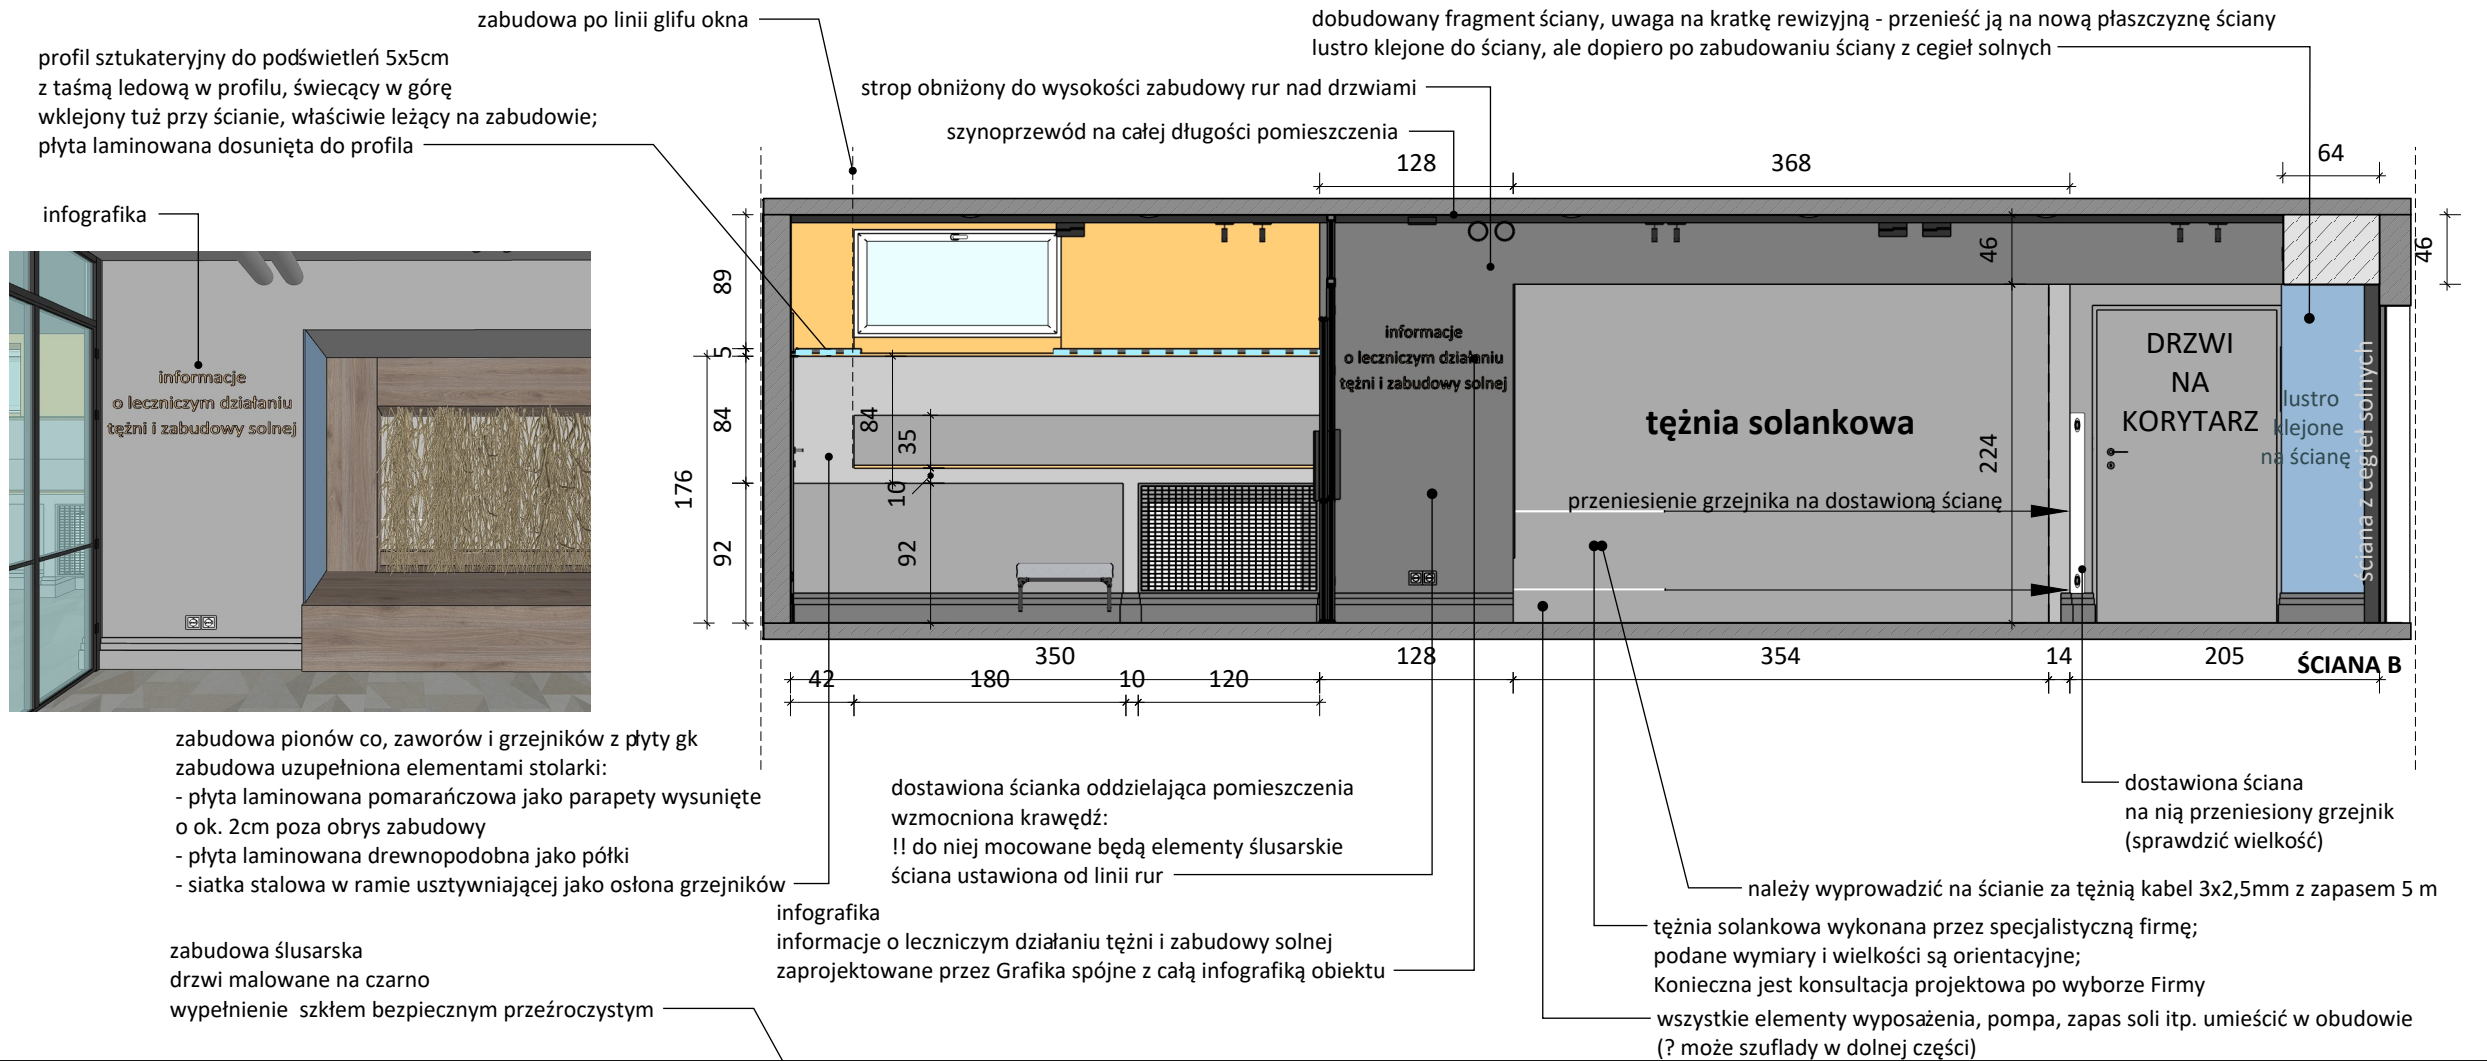 zabudowa po linii glifu okna
dobudowany fragment ściany, uwaga na kratkę rewizyjną - przenieść ją na nową płaszczyznę ściany
lustro klejone do ściany, ale dopiero po zabudowaniu ściany z cegieł solnych
profil sztukateryjny do podświetleń 5x5cm
z taśmą ledową w profilu, świecący w górę
wklejony tuż przy ścianie, właściwie leżący na zabudowie;
płyta laminowana dosunięta do profila
strop obniżony do wysokości zabudowy rur nad drzwiami
szynoprzewód na całej długości pomieszczenia
infografika
informacje
o leczniczym działaniu
tężni i zabudowy solnej
128
368
64
89
5
84
176
92
84
35
10
92
46
224
46
informacje
o leczniczym działaniu
tężni i zabudowy solnej
tężnia solankowa
przeniesienie grzejnika na dostawioną ścianę
DRZWI
NA
KORYTARZ
lustro
klejone
na ścianę
ściana z cegieł solnych
350
128
354
14
205
ŚCIANA B
42
180
10
120
zabudowa pionów co, zaworów i grzejników z płyty gk
zabudowa uzupełniona elementami stolarki:
- płyta laminowana pomarańczowa jako parapety wysunięte
o ok. 2cm poza obrys zabudowy
- płyta laminowana drewnopodobna jako półki
- siatka stalowa w ramie usztywniającej jako osłona grzejników
dostawiona ścianka oddzielająca pomieszczenia
wzmocniona krawędź:
!! do niej mocowane będą elementy ślusarskie
ściana ustawiona od linii rur
dostawiona ściana
na nią przeniesiony grzejnik
(sprawdzić wielkość)
należy wyprowadzić na ścianie za tężnią kabel 3x2,5mm z zapasem 5 m
infografika
informacje o leczniczym działaniu tężni i zabudowy solnej
zaprojektowane przez Grafika spójne z całą infografiką obiektu
tężnia solankowa wykonana przez specjalistyczną firmę;
podane wymiary i wielkości są orientacyjne;
Konieczna jest konsultacja projektowa po wyborze Firmy
zabudowa ślusarska
drzwi malowane na czarno
wypełnienie szkłem bezpiecznym przeźroczystym
wszystkie elementy wyposażenia, pompa, zapas soli itp. umieścić w obudowie
(? może szuflady w dolnej części)